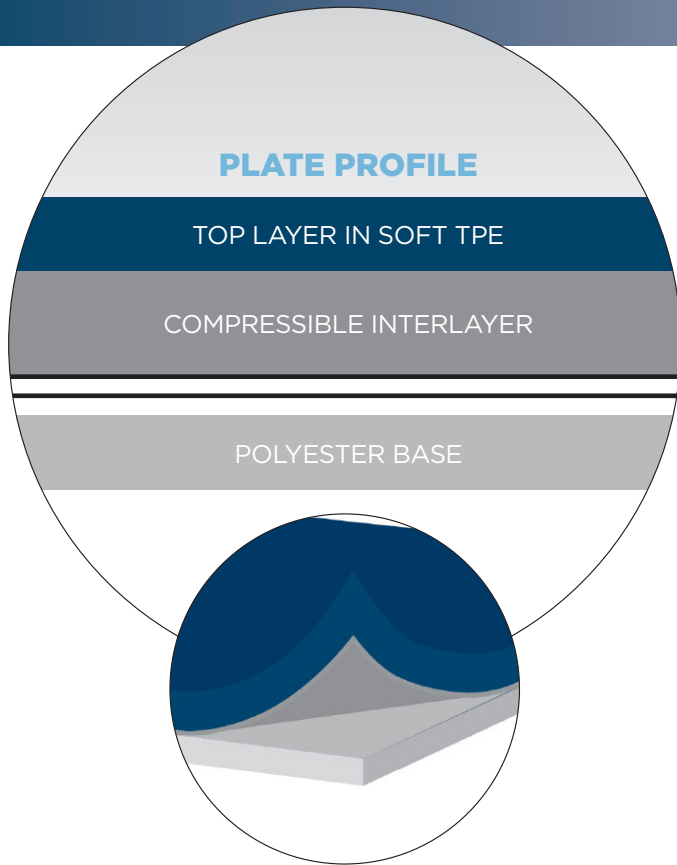 PLATE PROFILE
TOP LAYER IN SOFT TPE
COMPRESSIBLE INTERLAYER
POLYESTER BASE